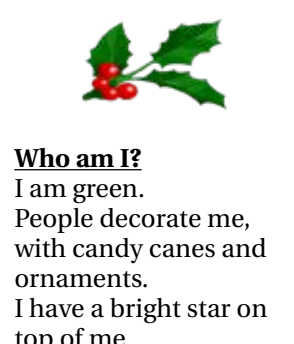 Who am I?
I am green.
People decorate me,
with candy canes and
ornaments.
I have a bright star on
top of me